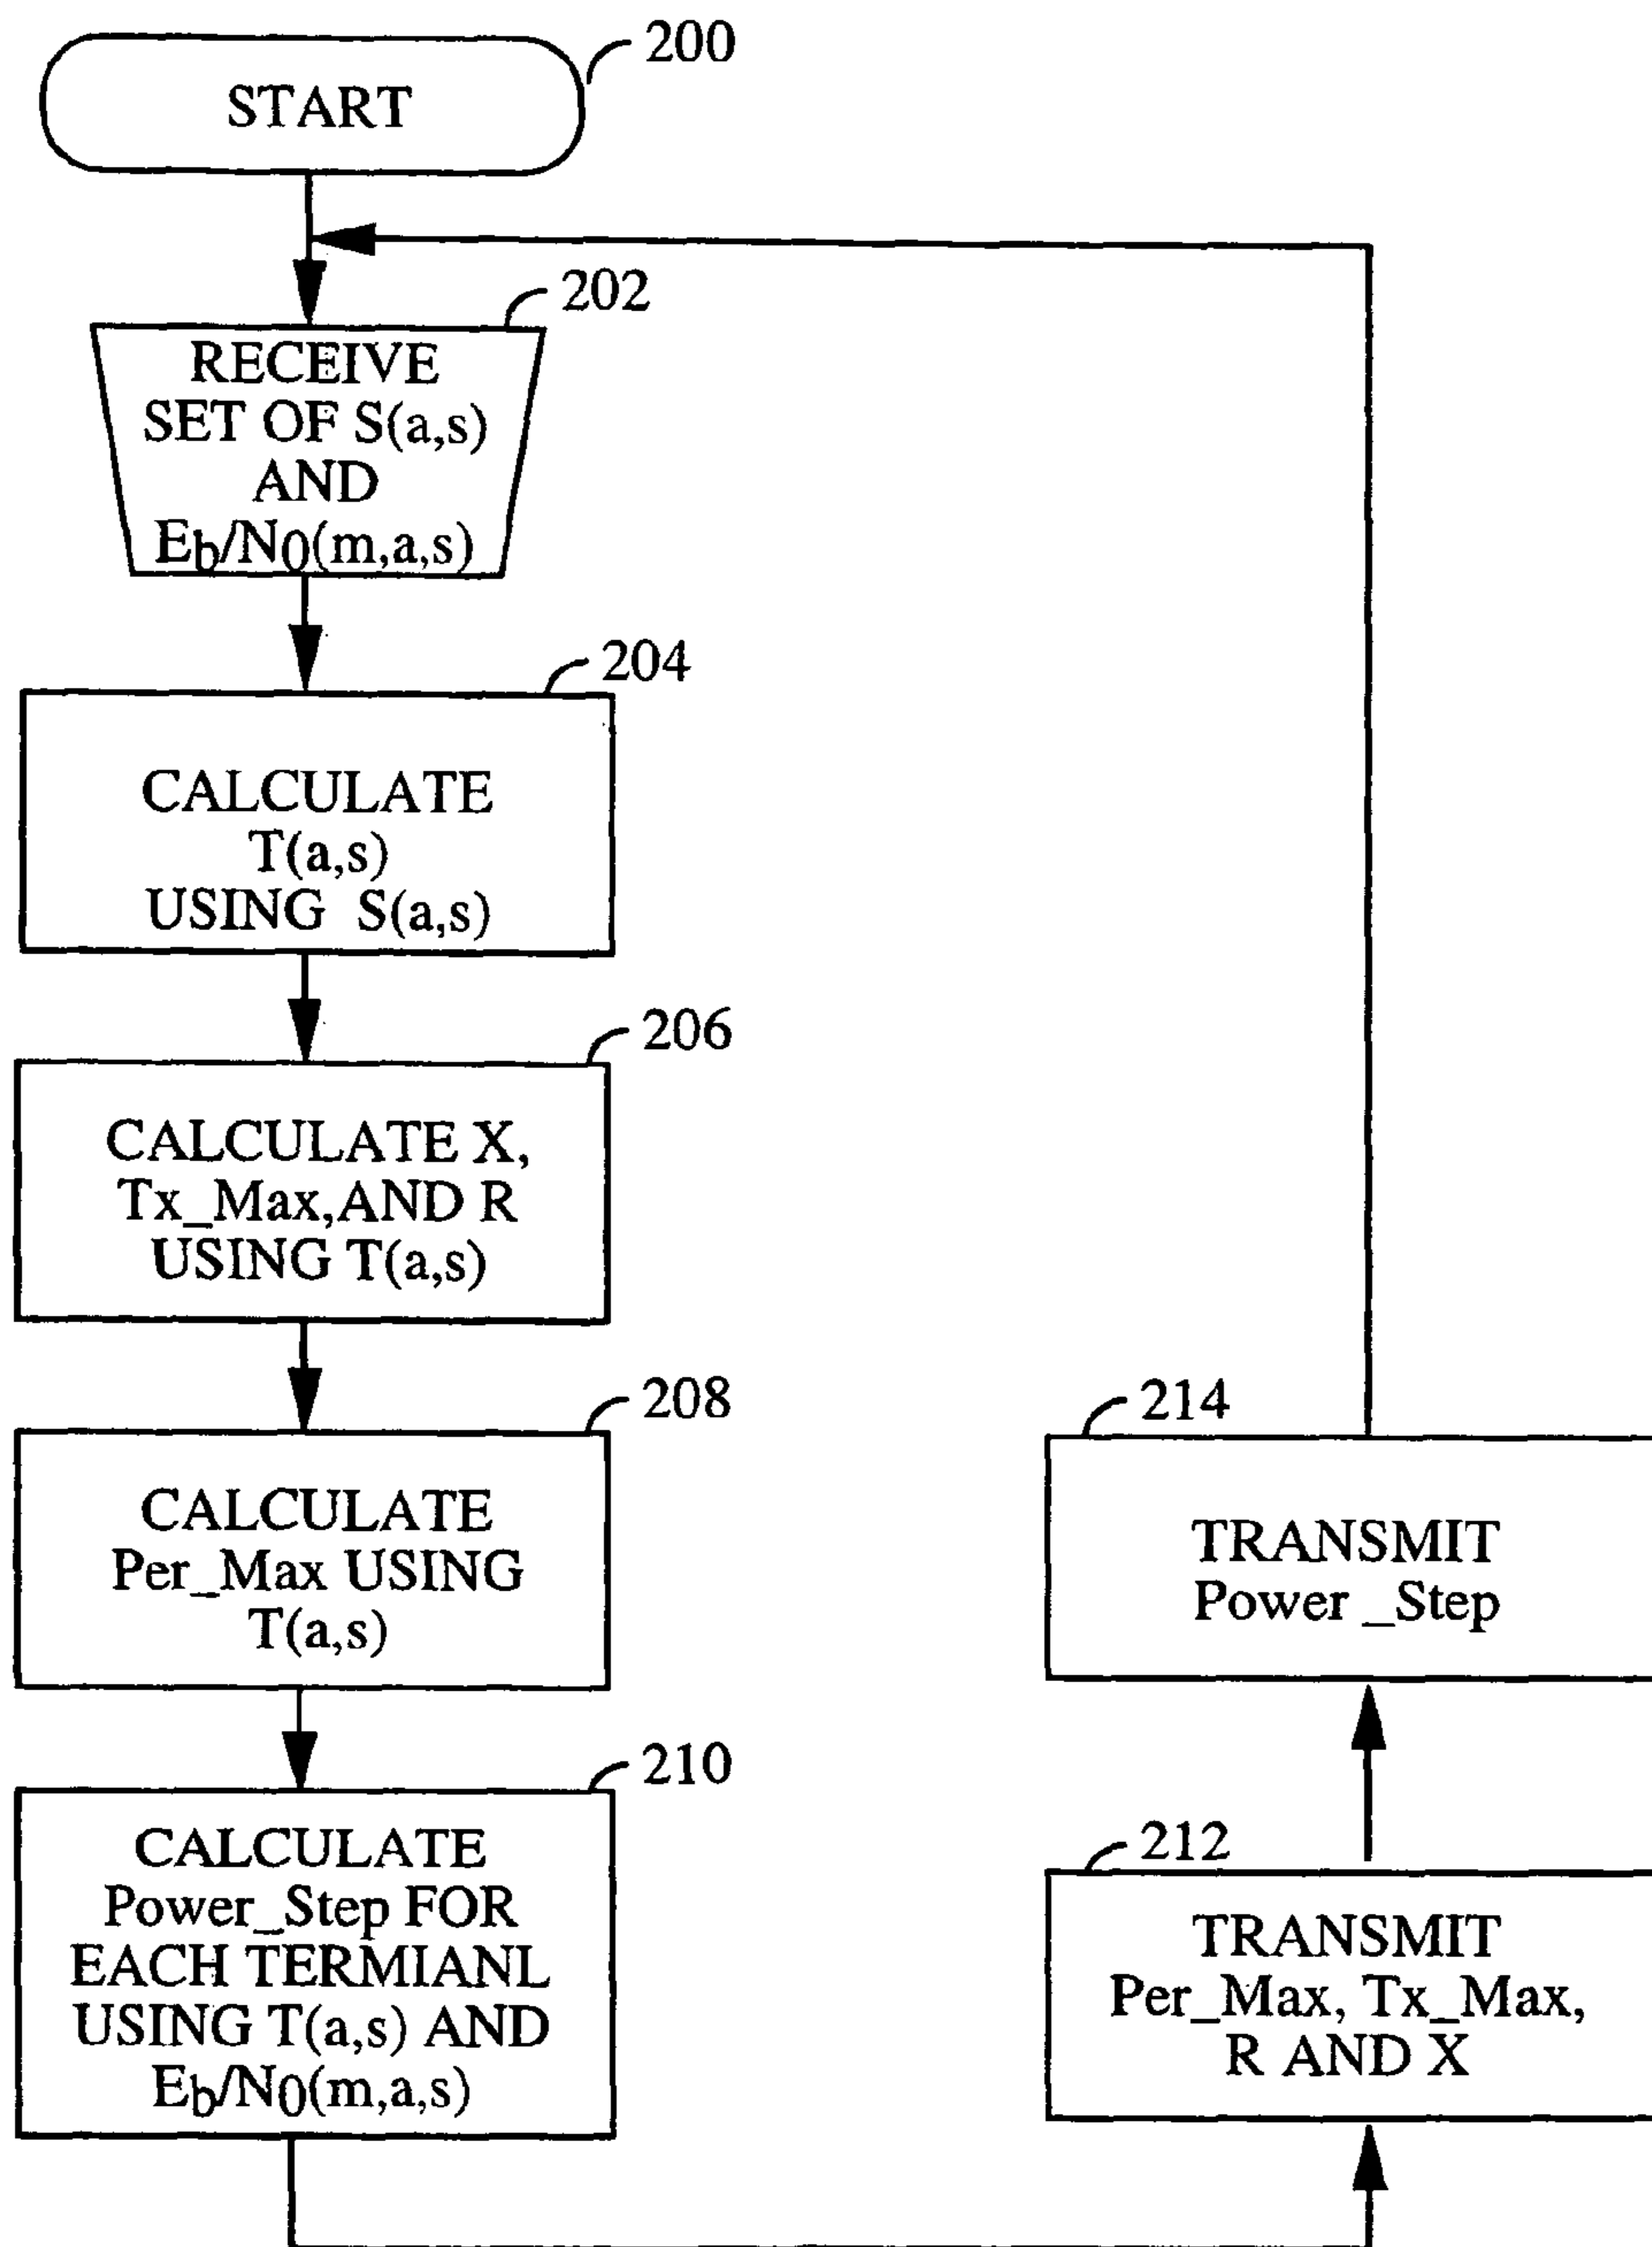 200
START
202
RECEIVE
SET OF S(a,s)
AND
Eb/N0(m,a,s)
204
CALCULATE
T(a,s)
USING S(a,s)
206
CALCULATE X,
Tx_Max,AND R
USING T(a,s)
208
CALCULATE
Per_Max USING
T(a,s)
210
CALCULATE
Power_Step FOR
EACH TERMIANL
USING T(a,s) AND
Eb/N0(m,a,s)
214
TRANSMIT
Power _Step
212
TRANSMIT
Per_Max, Tx_Max,
R AND X